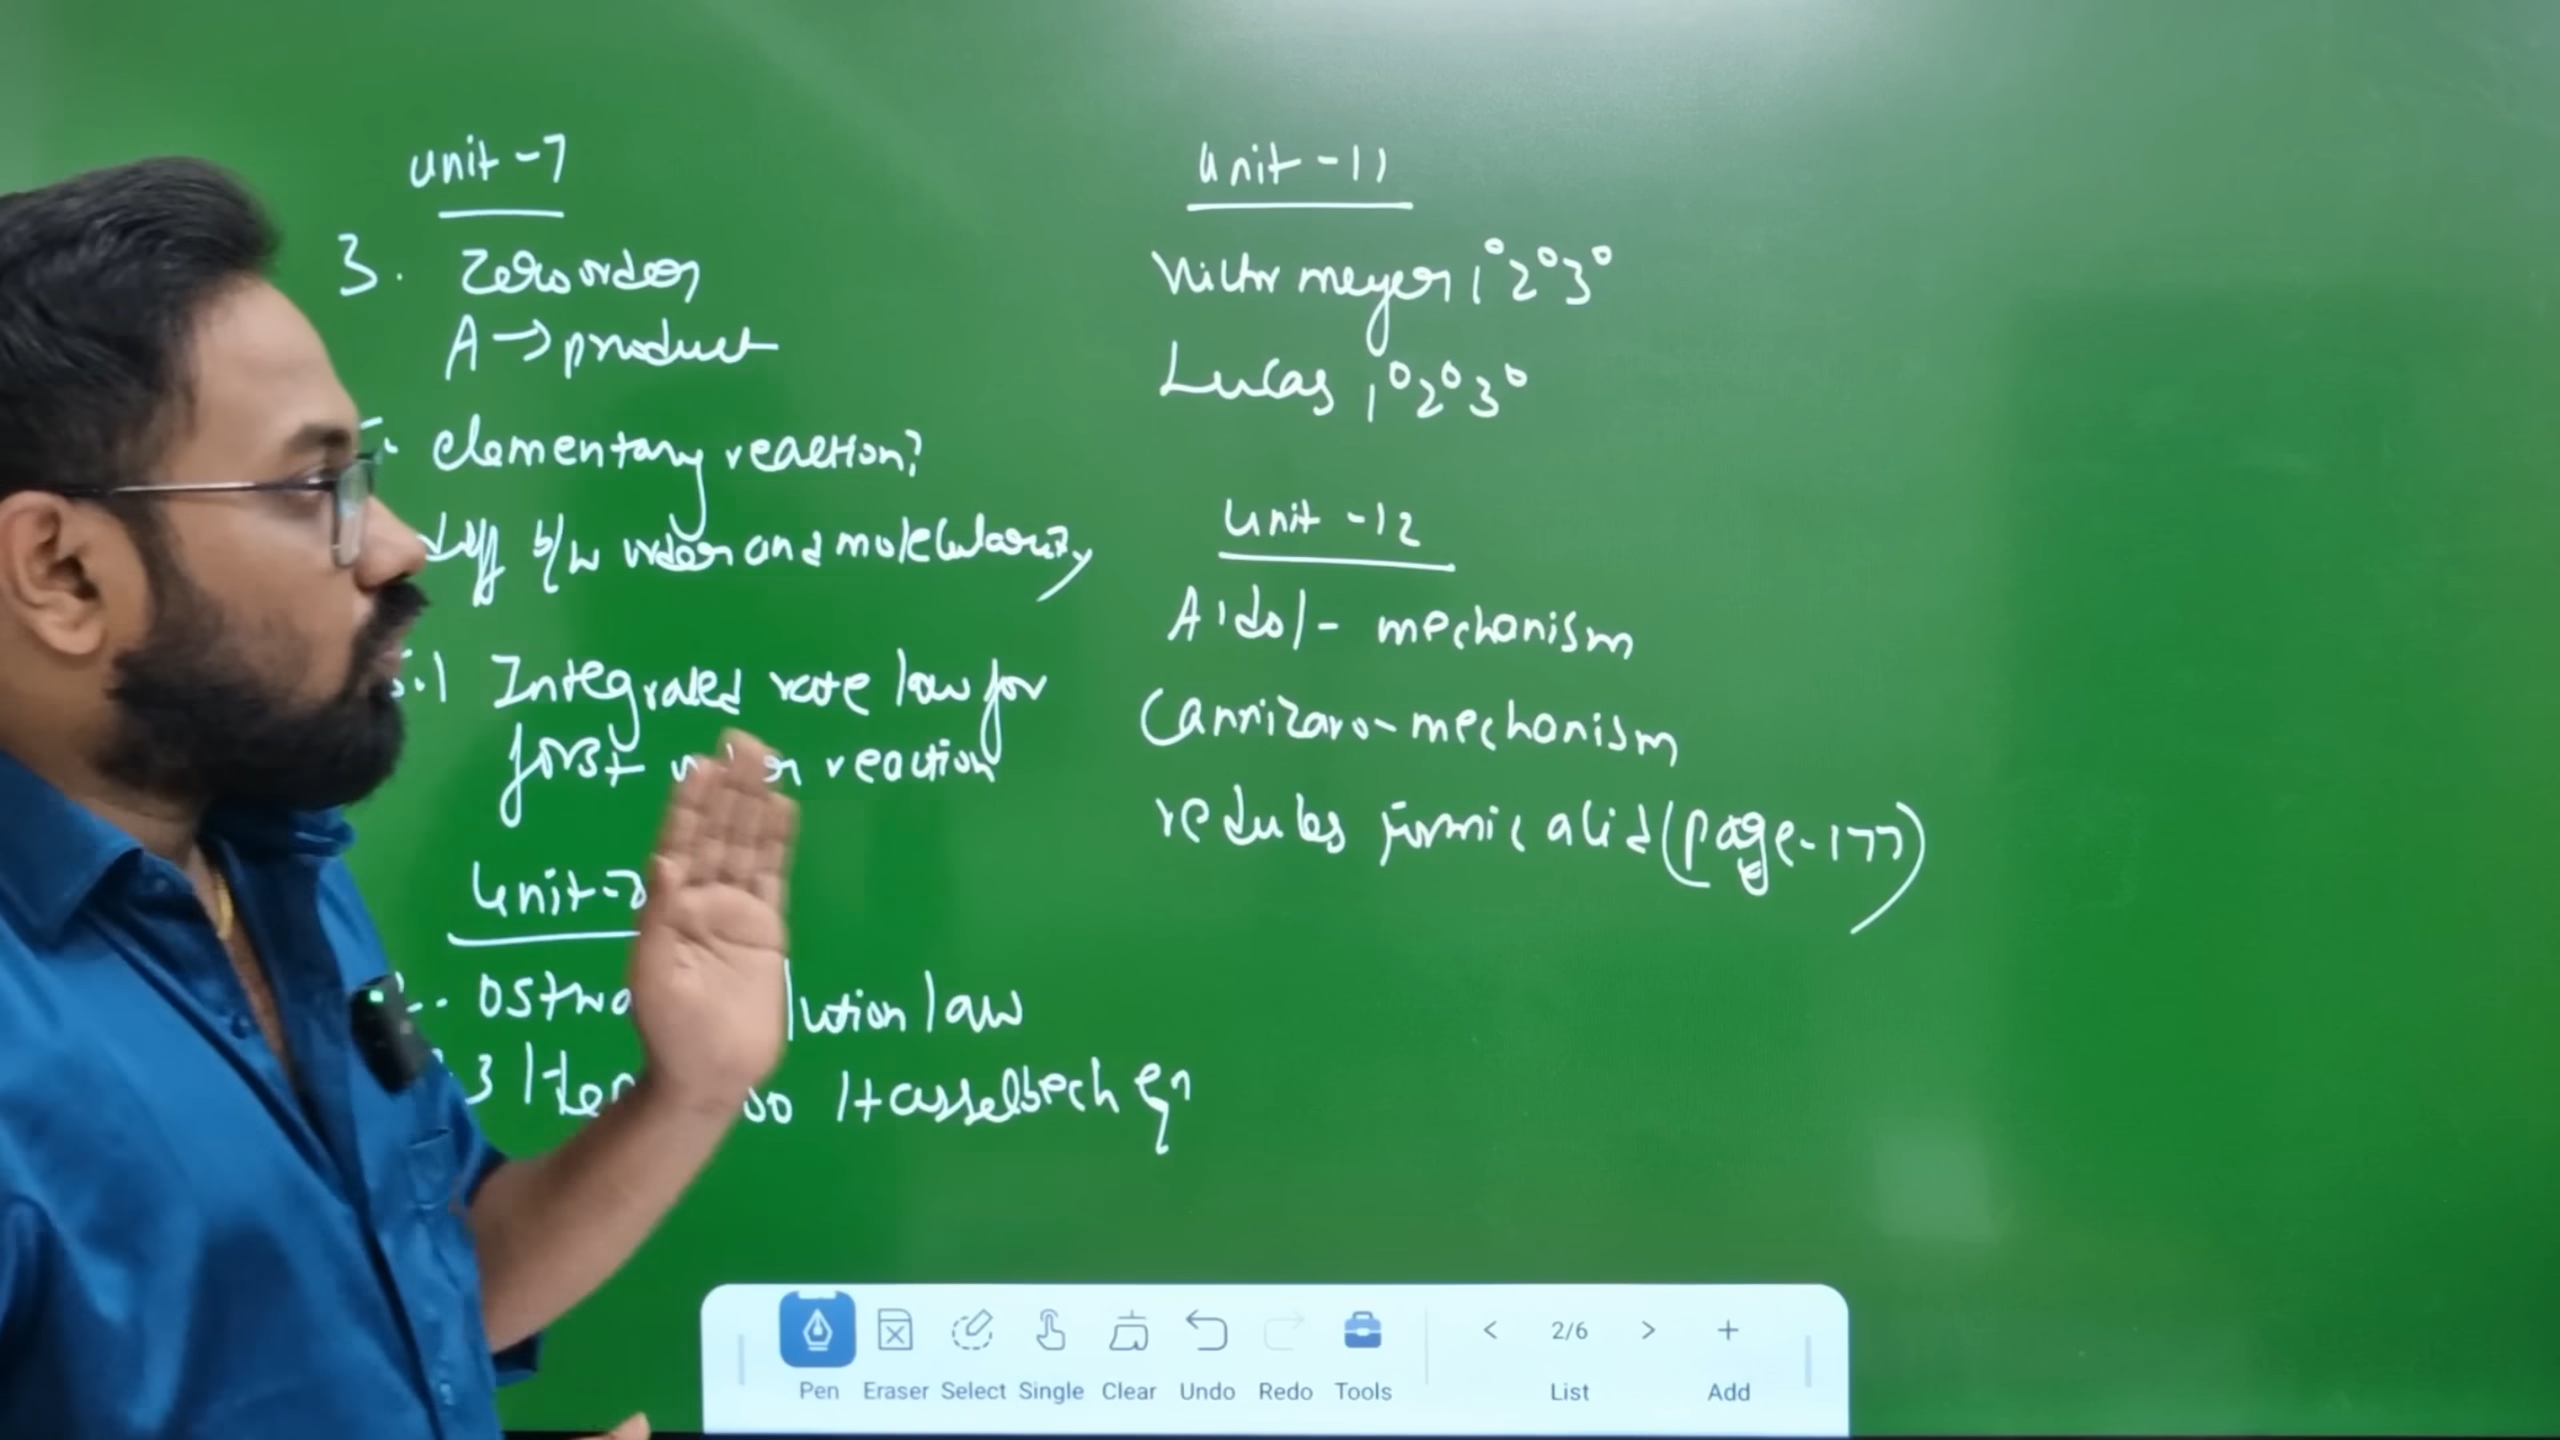 unit-7
3. Zero order
A→product
elementary reaction?
diff b/w order and molecularity
5.1 Integrated rate law for
first reaction
Unit-8
lution law
3 Hasselbech eqn
unit-11
Victor meyer 1° 2° 3°
Lucas 1° 2° 3°
unit-12
Aldol- mechanism
Cannizaro- mechanism
reduces formic acid (page-177)
Pen Eraser Select Single Clear Undo Redo Tools < 2/6 > +
List Add